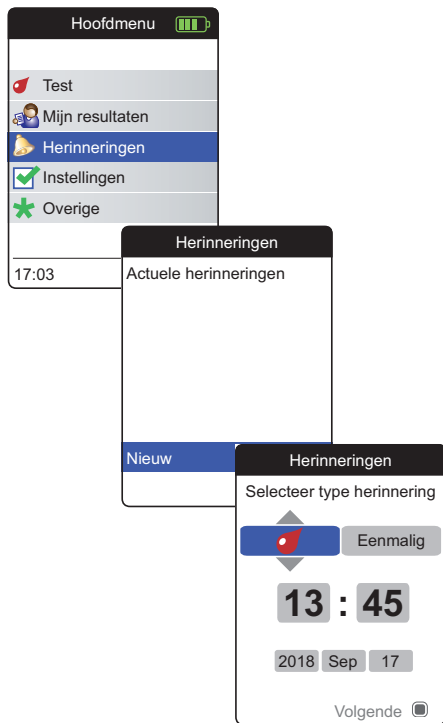 Hoofdmenu
Test
Mijn resultaten
Herinneringen
Instellingen
Overige
17:03
Herinneringen
Actuele herinneringen
Nieuw
Herinneringen
Selecteer type herinnering
Eenmalig
13 : 45
2018 Sep 17
Volgende